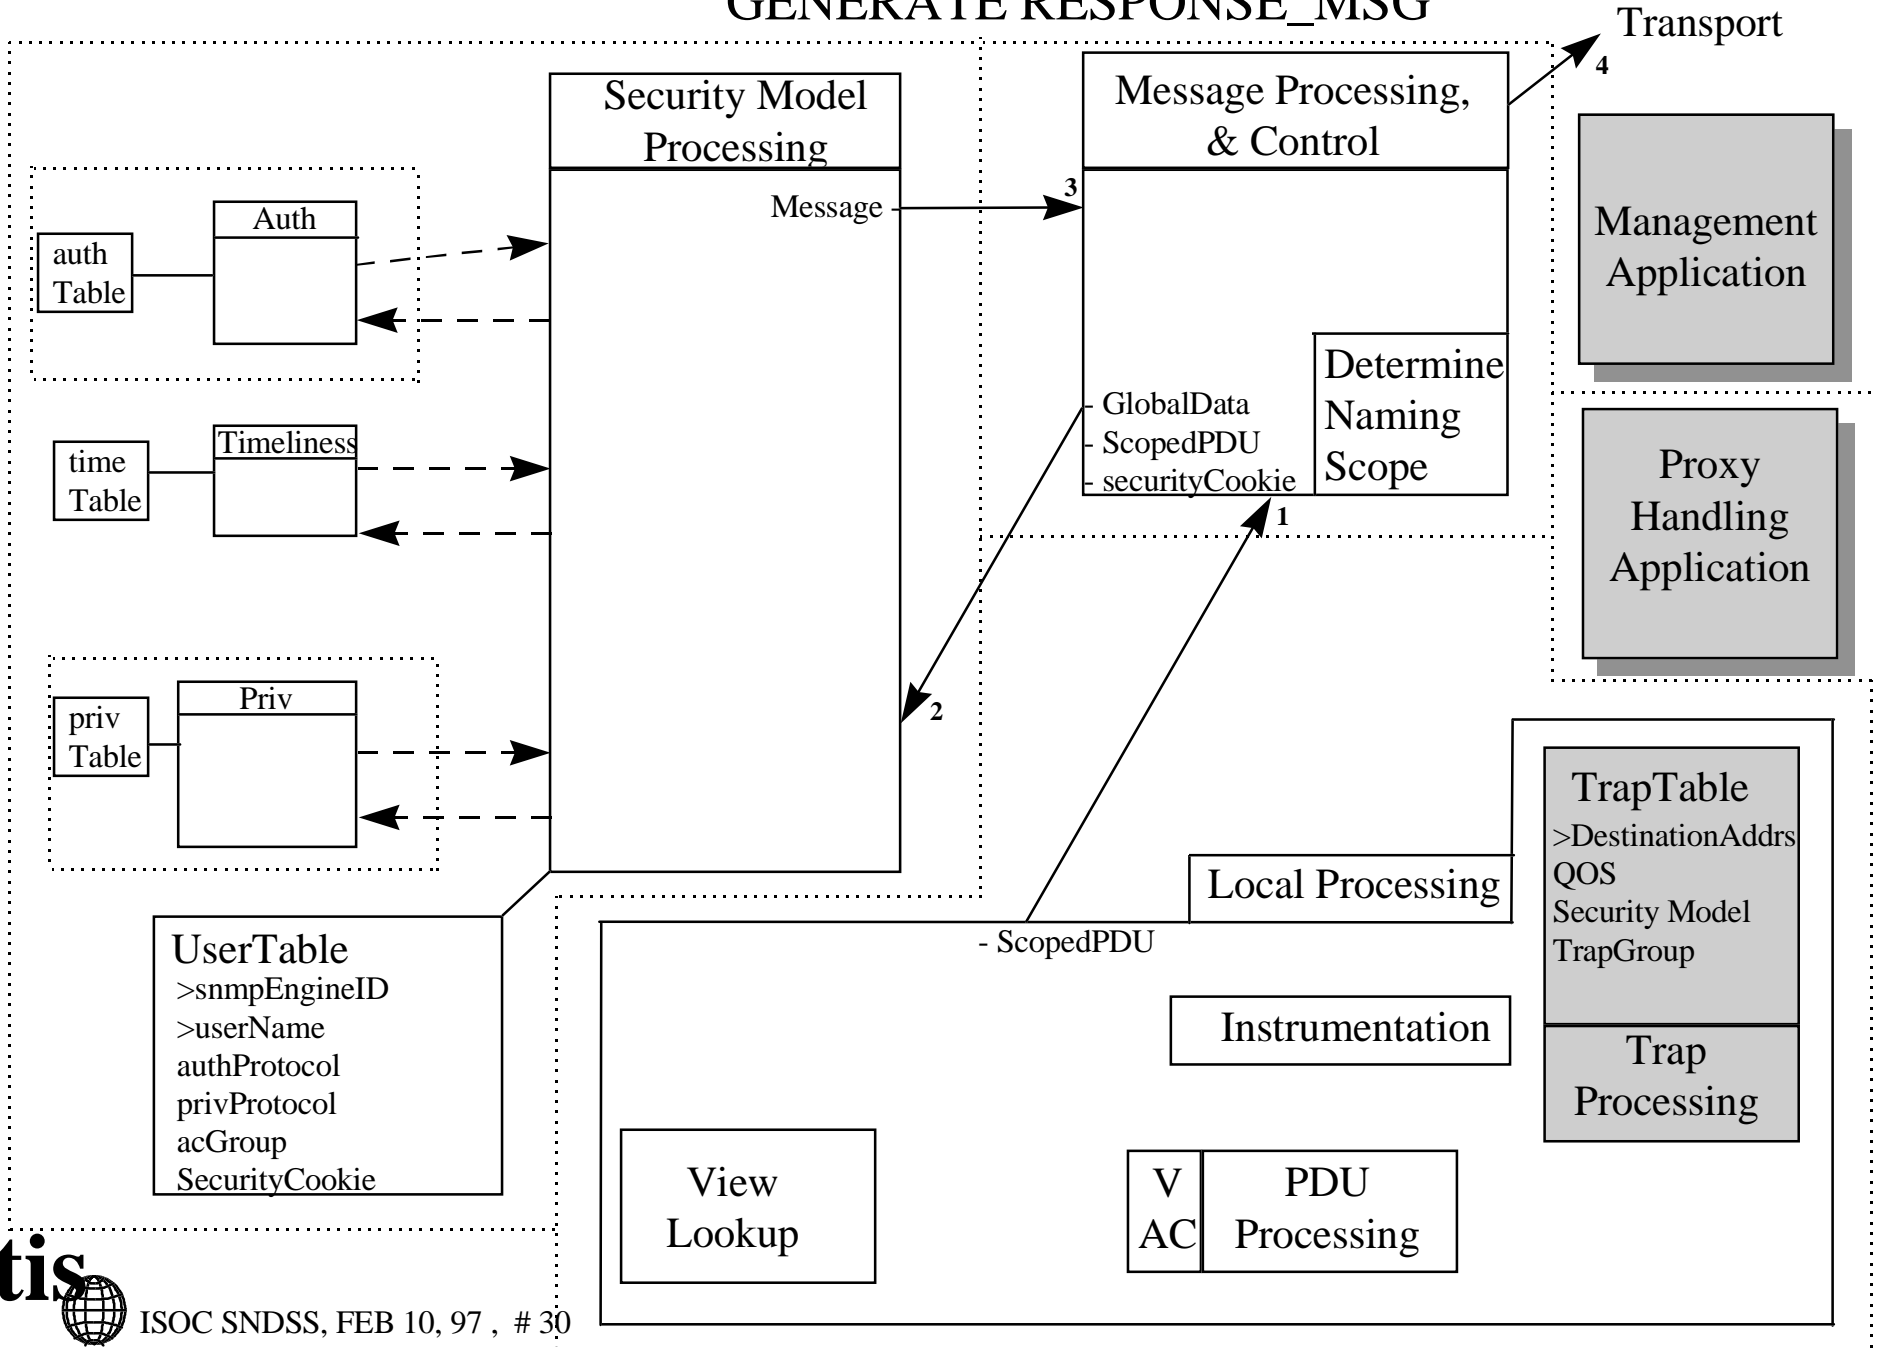 GENERATE RESPONSE_MSG
Transport
4
Security Model
Processing
Message Processing,
& Control
Message -
3
Auth
auth
Table
Management
Application
Determine
Naming
Scope
- GlobalData
- ScopedPDU
- securityCookie
1
Timeliness
time
Table
Proxy
Handling
Application
2
Priv
priv
Table
TrapTable
>DestinationAddrs
QOS
Security Model
TrapGroup
Local Processing
- ScopedPDU
UserTable
>snmpEngineID
>userName
authProtocol
privProtocol
acGroup
SecurityCookie
Instrumentation
Trap
Processing
View
Lookup
V
AC
PDU
Processing
tis
ISOC SNDSS, FEB 10, 97 , # 30